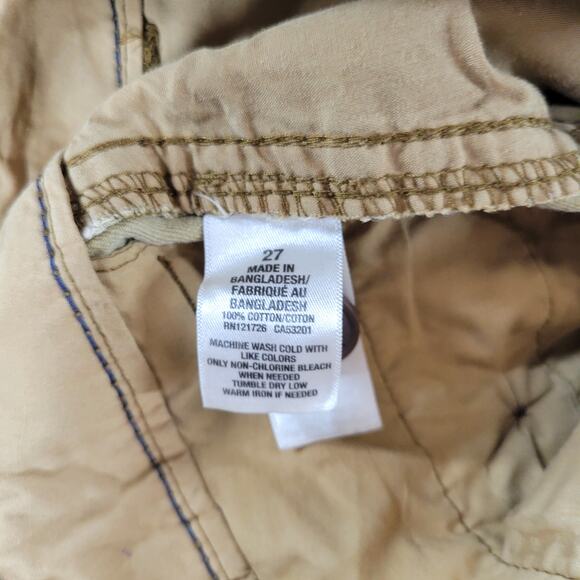 27
MADE IN
BANGLADESH/
FABRIQUÉ AU
BANGLADESH
100% COTTON/COTON
RN121726 CA53201
MACHINE WASH COLD WITH
LIKE COLORS
ONLY NON-CHLORINE BLEACH
WHEN NEEDED
TUMBLE DRY LOW
WARM IRON IF NEEDED